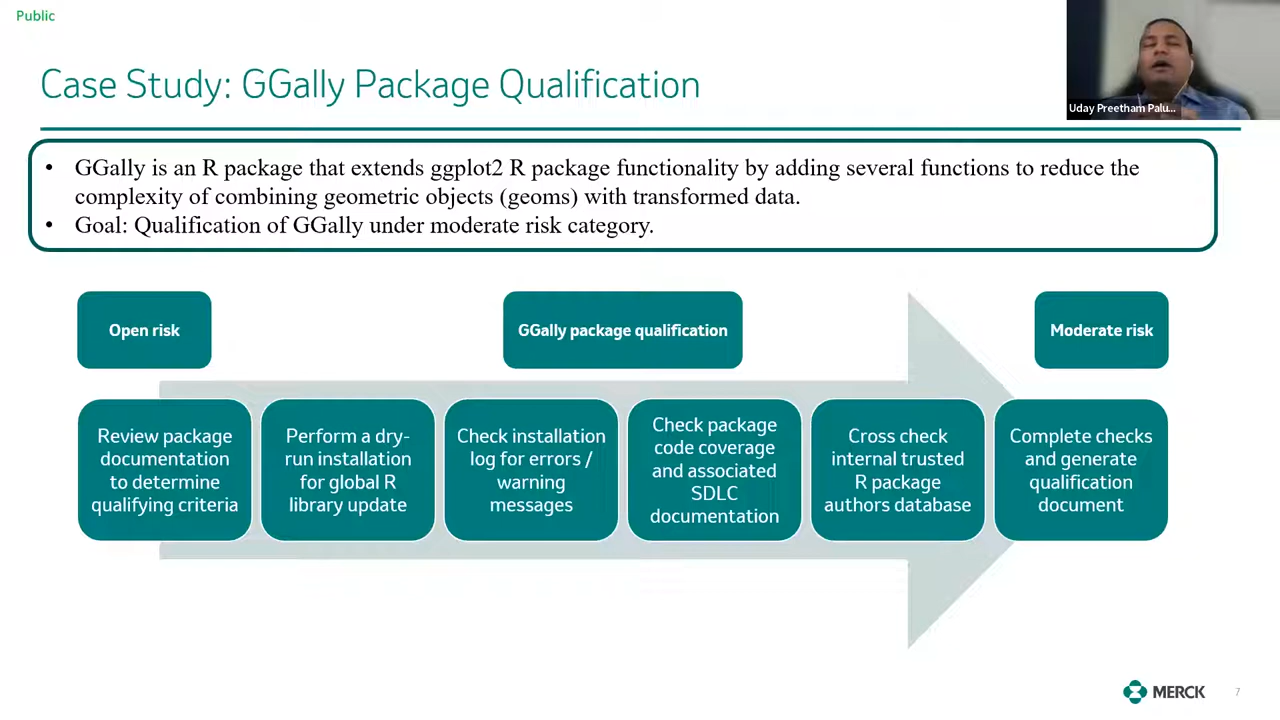 Public
Case Study: GGally Package Qualification
Uday Preetham Palu...
• GGally is an R package that extends ggplot2 R package functionality by adding several functions to reduce the
complexity of combining geometric objects (geoms) with transformed data.
• Goal: Qualification of GGally under moderate risk category.
Open risk
GGally package qualification
Moderate risk
Review package
documentation
to determine
qualifying criteria
Perform a dry-
run installation
for global R
library update
Check installation
log for errors /
warning
messages
Check package
code coverage
and associated
SDLC
documentation
Cross check
internal trusted
R package
authors database
Complete checks
and generate
qualification
document
MERCK
7